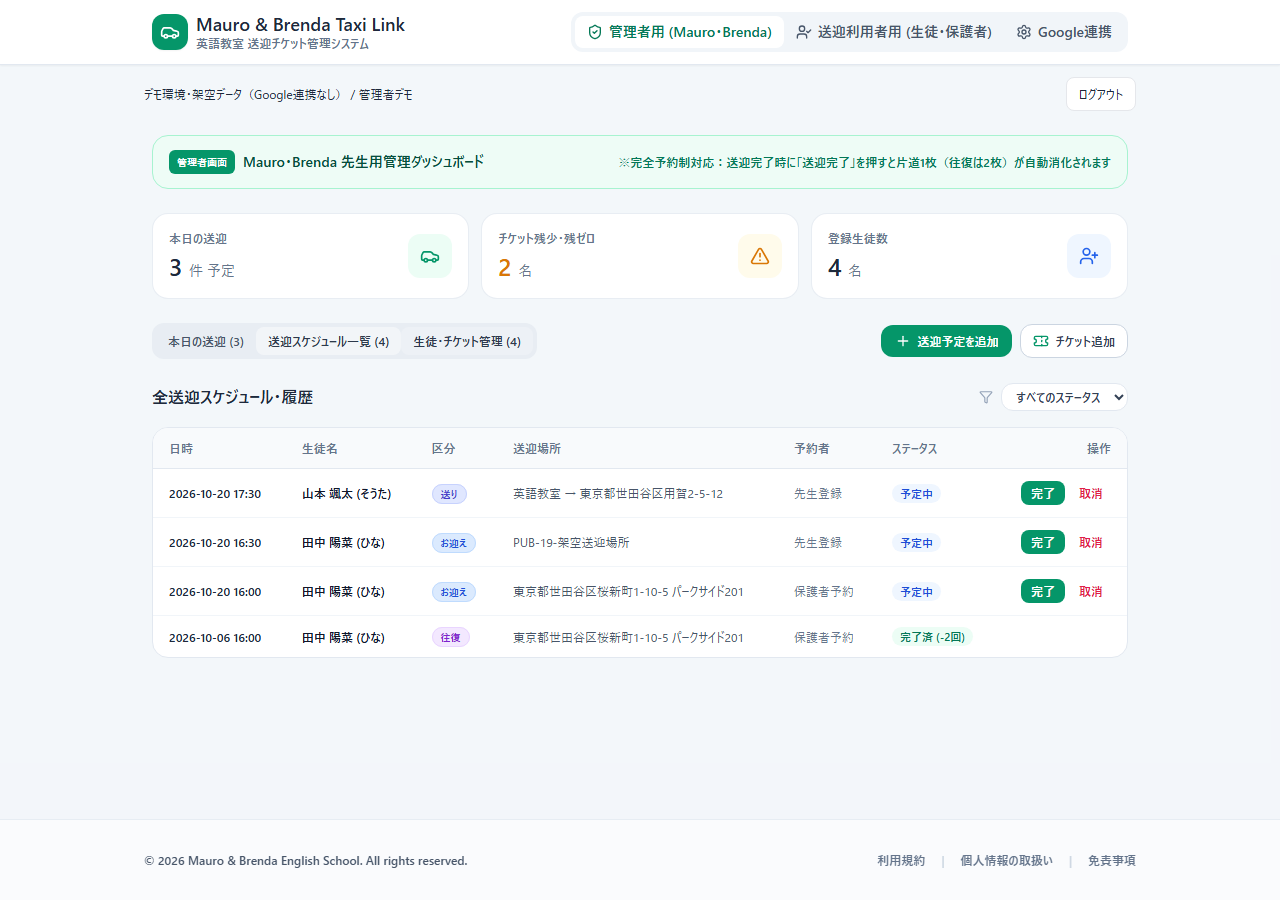 Mauro & Brenda Taxi Link
英語教室 送迎チケット管理システム
管理者用 (Mauro・Brenda)
送迎利用者用 (生徒・保護者)
Google連携
デモ環境・架空データ（Google連携なし） / 管理者デモ
ログアウト
管理者画面 Mauro・Brenda 先生用管理ダッシュボード
※完全予約制対応：送迎完了時に「送迎完了」を押すと片道1枚（往復は2枚）が自動消化されます
本日の送迎
3 件 予定
チケット残少・残ゼロ
2 名
登録生徒数
4 名
本日の送迎 (3) 送迎スケジュール一覧 (4) 生徒・チケット管理 (4)
送迎予定を追加
チケット追加
全送迎スケジュール・履歴
すべてのステータス
日時 生徒名 区分 送迎場所 予約者 ステータス 操作
2026-10-20 17:30 山本 颯太 (そうた) 送り 英語教室 → 東京都世田谷区用賀2-5-12 先生登録 予定中 完了 取消
2026-10-20 16:30 田中 陽菜 (ひな) お迎え PUB-19-架空送迎場所 先生登録 予定中 完了 取消
2026-10-20 16:00 田中 陽菜 (ひな) お迎え 東京都世田谷区桜新町1-10-5 パークサイド201 保護者予約 予定中 完了 取消
2026-10-06 16:00 田中 陽菜 (ひな) 往復 東京都世田谷区桜新町1-10-5 パークサイド201 保護者予約 完了済 (-2回)
© 2026 Mauro & Brenda English School. All rights reserved.
利用規約 | 個人情報の取扱い | 免責事項